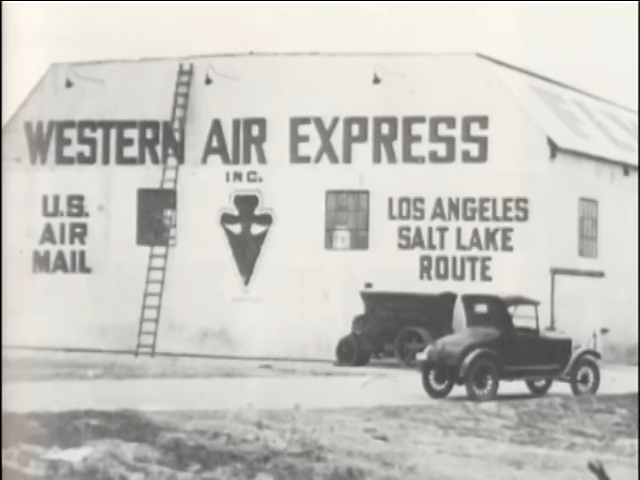 WESTERN AIR EXPRESS
INC.
U.S.
AIR
MAIL
LOS ANGELES
SALT LAKE
ROUTE